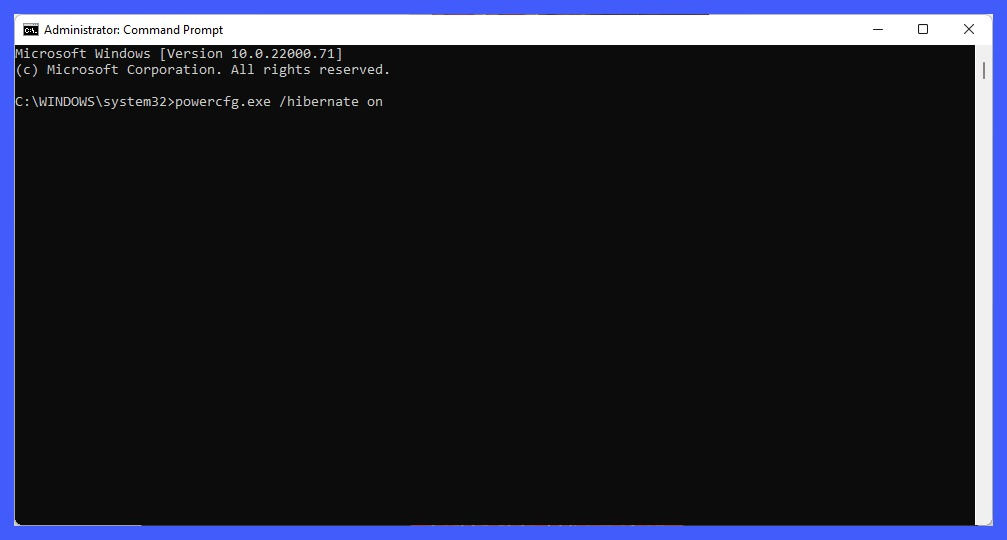 Administrator: Command Prompt
Microsoft Windows [Version 10.0.22000.71]
(c) Microsoft Corporation. All rights reserved.
C:\WINDOWS\system32>powercfg.exe /hibernate on